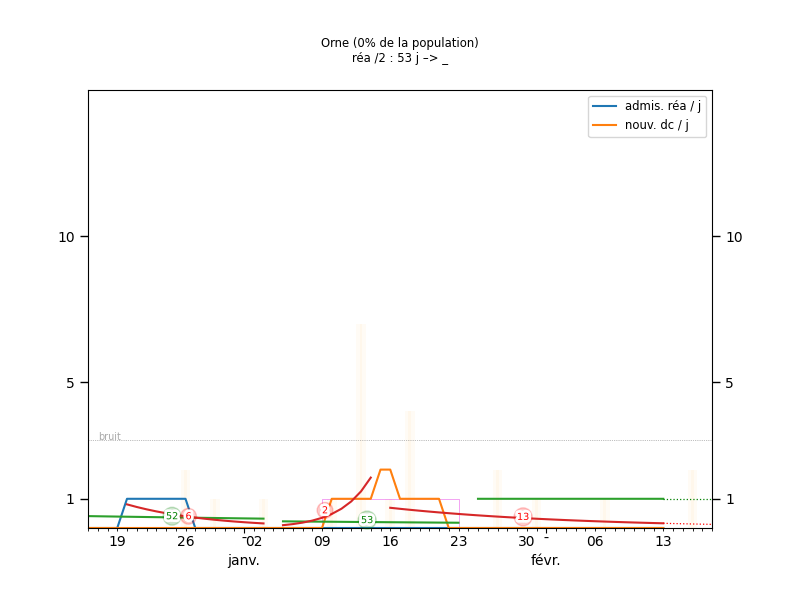 Orne (0% de la population)
réa /2 : 53 j –> _
admis. réa / j
nouv. dc / j
10 10
5 5
bruit
1 1
52 6 2 53 13
19 26 02 09 16 23 30 06 13
janv. févr.